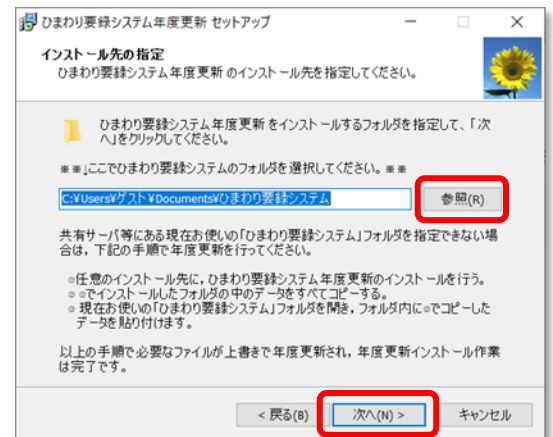 ひまわり要録システム年度更新 セットアップ
インストール先の指定
ひまわり要録システム年度更新 のインストール先を指定してください。
ひまわり要録システム年度更新 をインストールするフォルダを指定して、「次
へ」をクリックしてください。
※※↓ここでひまわり要録システムのフォルダを選択してください。※※
C:¥Users¥ゲスト¥Documents¥ひまわり要録システム
参照(R)
共有サーバ等にある現在お使いの「ひまわり要録システム」フォルダを指定できない場
合は，下記の手順で年度更新を行ってください。
任意のインストール先に，ひまわり要録システム年度更新のインストールを行う。
でインストールしたフォルダの中のデータをすべてコピーする。
現在お使いの「ひまわり要録システム」フォルダを開き，フォルダ内に でコピーした
データを貼り付けます。
以上の手順で必要なファイルが上書きで年度更新され，年度更新インストール作業
は完了です。
< 戻る(B)
次へ(N) >
キャンセル